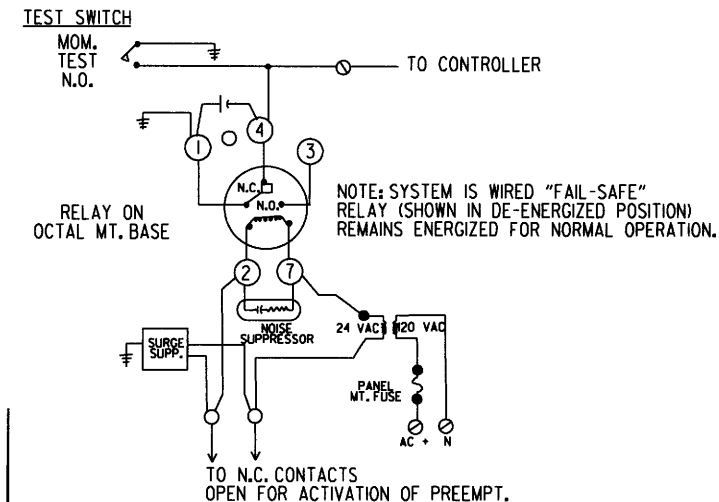 TEST SWITCH
MOM.
TEST
N.O.
TO CONTROLLER
1
4
3
N.C.
N.O.
RELAY ON
OCTAL MT. BASE
NOTE: SYSTEM IS WIRED "FAIL-SAFE"
RELAY (SHOWN IN DE-ENERGIZED POSITION)
REMAINS ENERGIZED FOR NORMAL OPERATION.
2
7
NOISE
SUPPRESSOR
24 VAC
120 VAC
SURGE
SUPP.
PANEL
MT. FUSE
AC +
N
TO N.C. CONTACTS
OPEN FOR ACTIVATION OF PREEMPT.